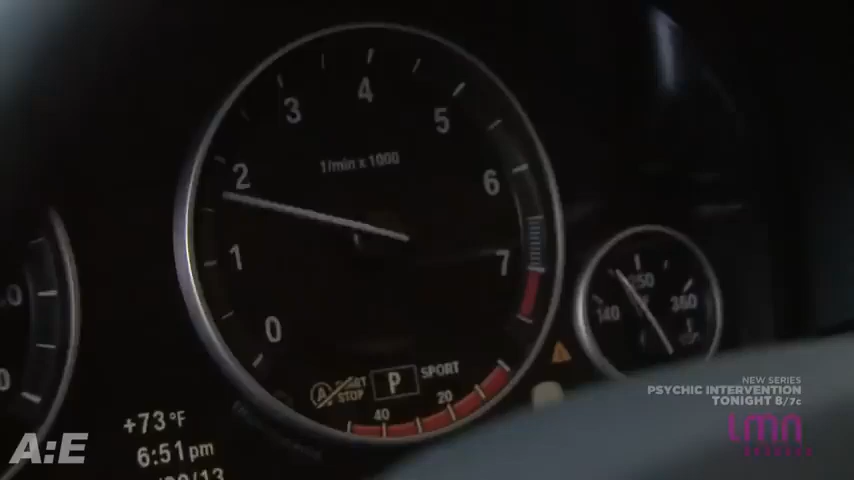 4
3
5
1/min x 1000
2
6
1
7
0
250
140
360
START
STOP
P
SPORT
40
20
+73°F
6:51pm
A&E
NEW SERIES
PSYCHIC INTERVENTION
TONIGHT 8/7c
lmn